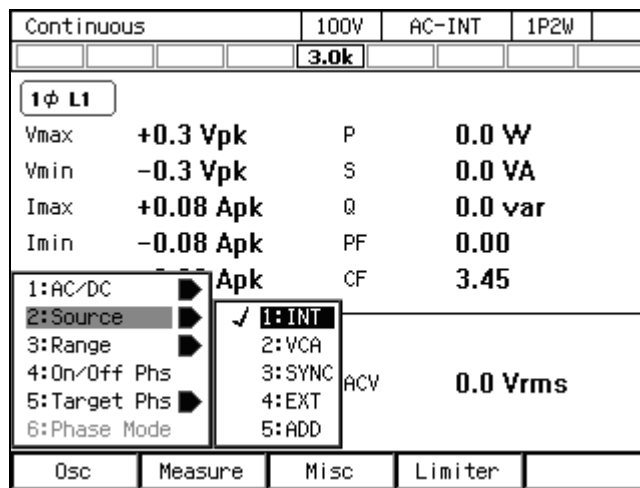 Continuous 100V AC-INT 1P2W
3.0k
1ϕ L1
Vmax +0.3 Vpk P 0.0 W
Vmin -0.3 Vpk S 0.0 VA
Imax +0.08 Apk Q 0.0 var
Imin -0.08 Apk PF 0.00
Apk CF 3.45
1:AC/DC
2:Source ✓ 1:INT
3:Range 2:VCA
4:On/Off Phs 3:SYNC ACV 0.0 Vrms
5:Target Phs 4:EXT
6:Phase Mode 5:ADD
Osc Measure Misc Limiter